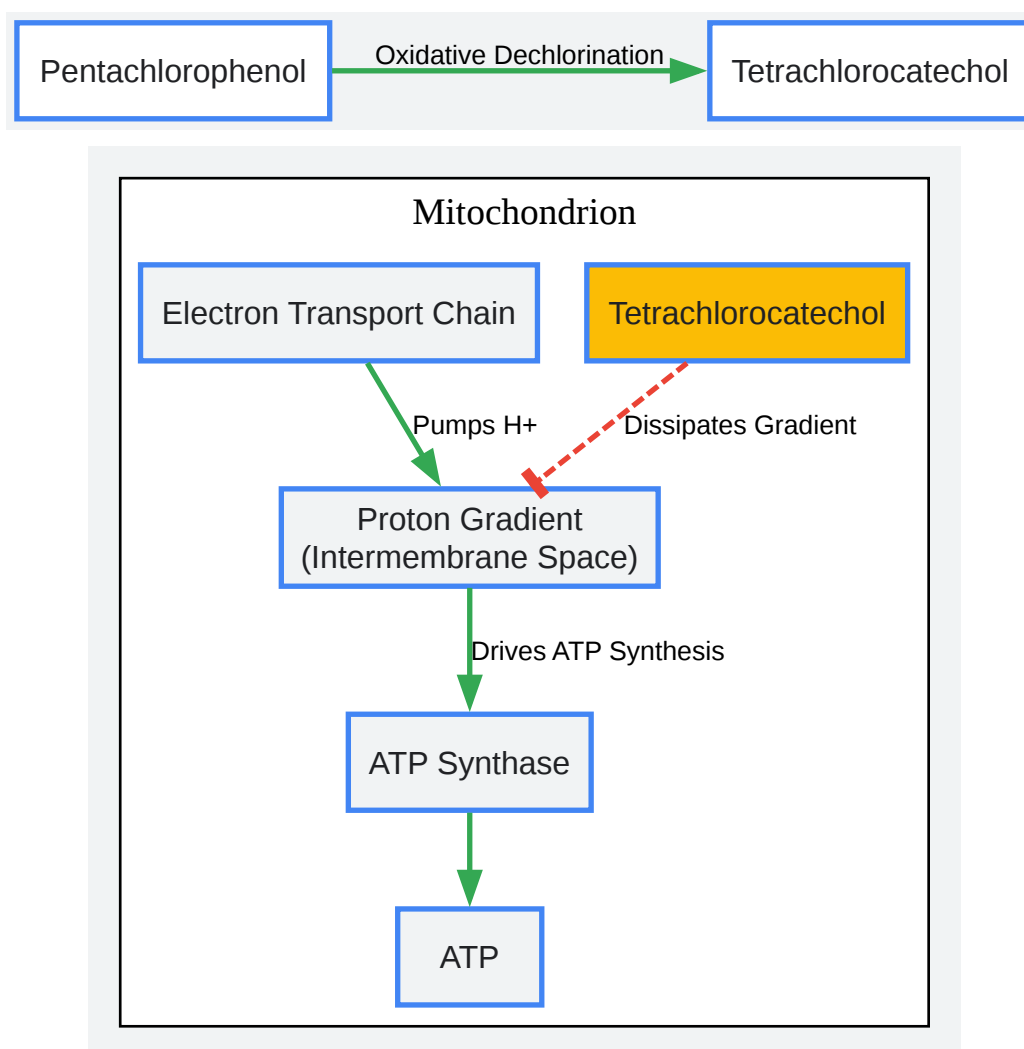 Pentachlorophenol
Oxidative Dechlorination
Tetrachlorocatechol
Mitochondrion
Electron Transport Chain
Tetrachlorocatechol
Pumps H+
Dissipates Gradient
Proton Gradient
(Intermembrane Space)
Drives ATP Synthesis
ATP Synthase
ATP